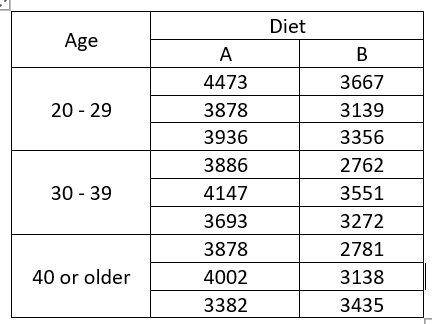 Age Diet
A B
4473 3667
20 - 29 3878 3139
3936 3356
3886 2762
30 - 39 4147 3551
3693 3272
3878 2781
40 or older 4002 3138
3382 3435